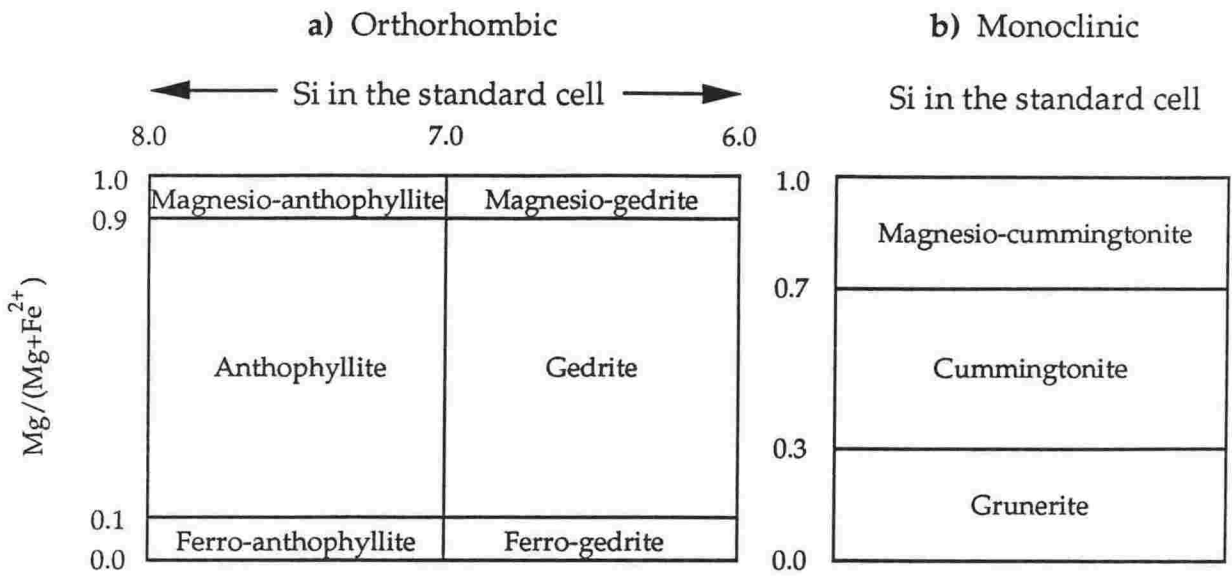 a) Orthorhombic
Si in the standard cell
8.0 7.0 6.0
1.0
0.9
0.1
0.0
Mg/(Mg+Fe²⁺)
Magnesio-anthophyllite Magnesio-gedrite
Anthophyllite Gedrite
Ferro-anthophyllite Ferro-gedrite
b) Monoclinic
Si in the standard cell
1.0
0.7
0.3
0.0
Magnesio-cummingtonite
Cummingtonite
Grunerite